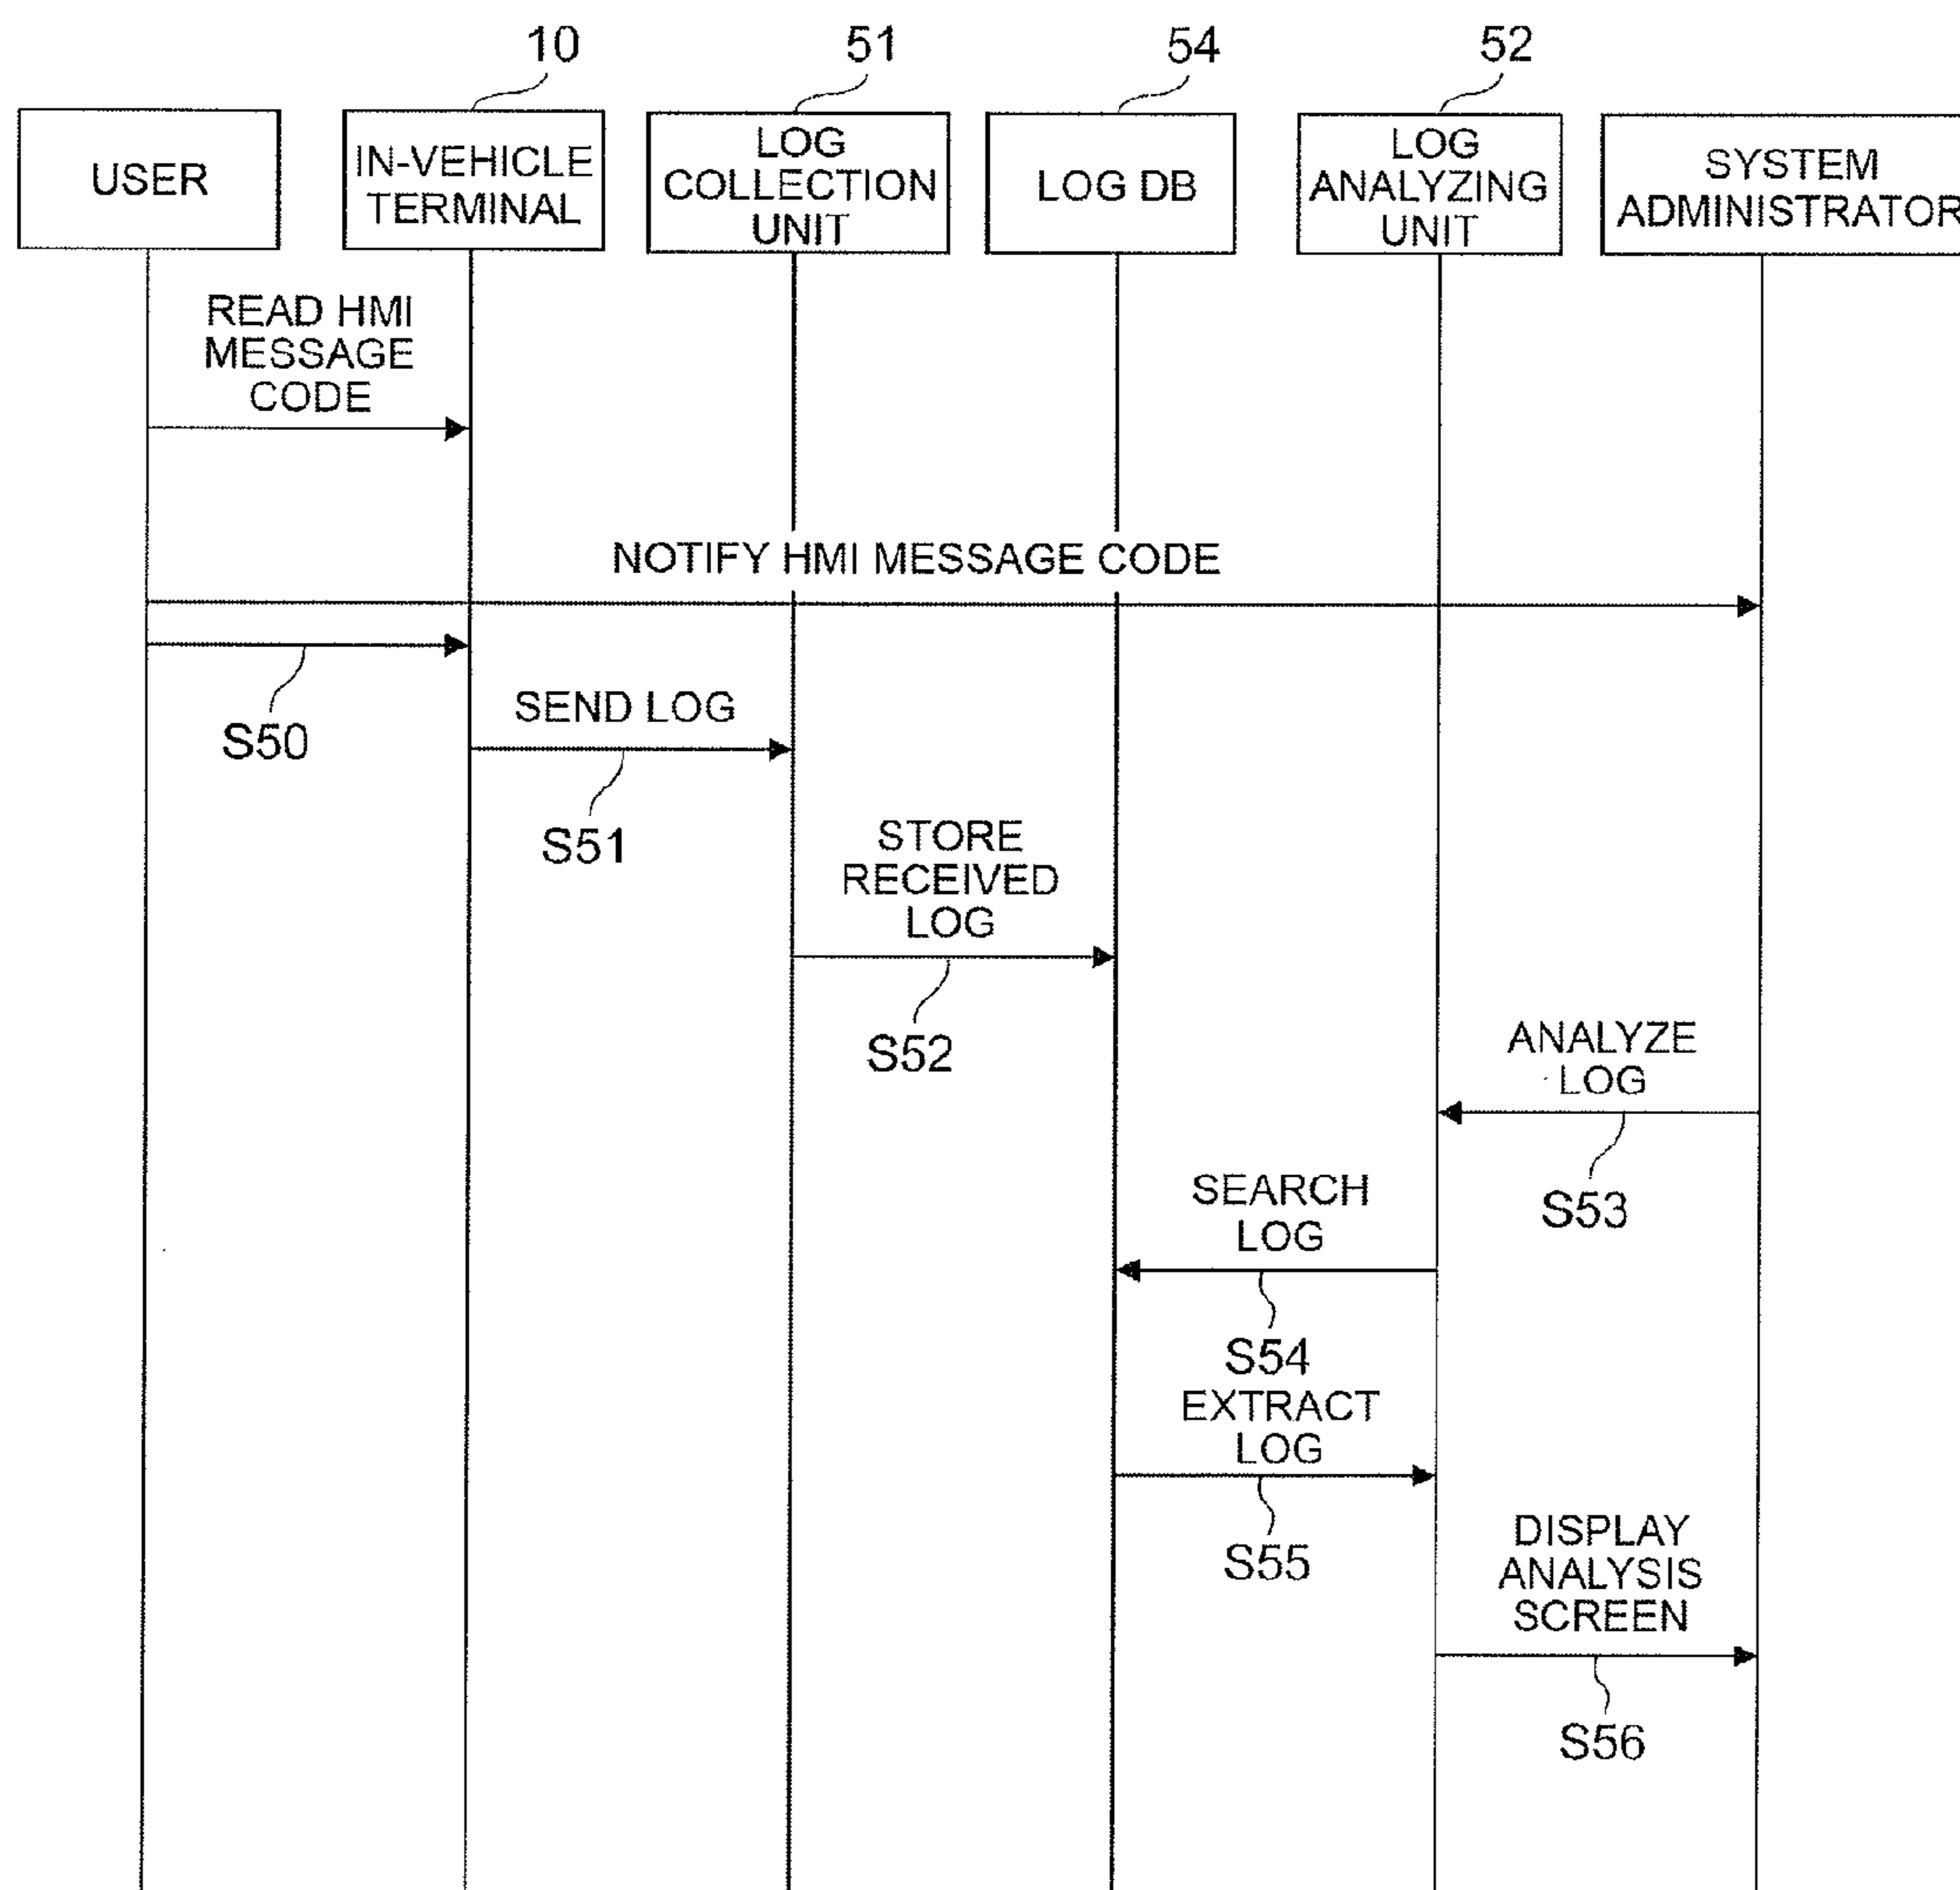 10
51
54
52
USER
IN-VEHICLE
TERMINAL
LOG
COLLECTION
UNIT
LOG DB
LOG
ANALYZING
UNIT
SYSTEM
ADMINISTRATOR
READ HMI
MESSAGE
CODE
NOTIFY HMI MESSAGE CODE
S50
SEND LOG
S51
STORE
RECEIVED
LOG
S52
ANALYZE
LOG
S53
SEARCH
LOG
S54
EXTRACT
LOG
S55
DISPLAY
ANALYSIS
SCREEN
S56